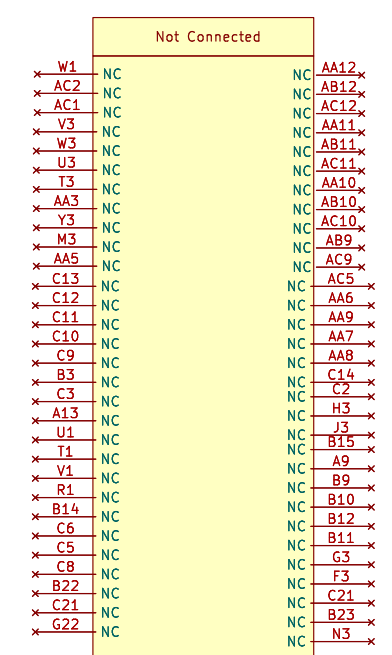 Not Connected
W1 NC NC AA12
AC2 NC NC AB12
AC1 NC NC AC12
V3 NC NC AA11
W3 NC NC AB11
U3 NC NC AC11
T3 NC NC AA10
AA3 NC NC AB10
Y3 NC NC AC10
M3 NC NC AB9
AA5 NC NC AC9
C13 NC NC AC5
C12 NC NC AA6
C11 NC NC AA9
C10 NC NC AA7
C9 NC NC AA8
B3 NC NC C14
C3 NC NC C2
A13 NC NC H3
U1 NC NC J3
T1 NC NC B15
V1 NC NC A9
R1 NC NC B9
B14 NC NC B10
C6 NC NC B12
C5 NC NC B11
C8 NC NC G3
B22 NC NC F3
C21 NC NC C21
G22 NC NC B23
NC N3